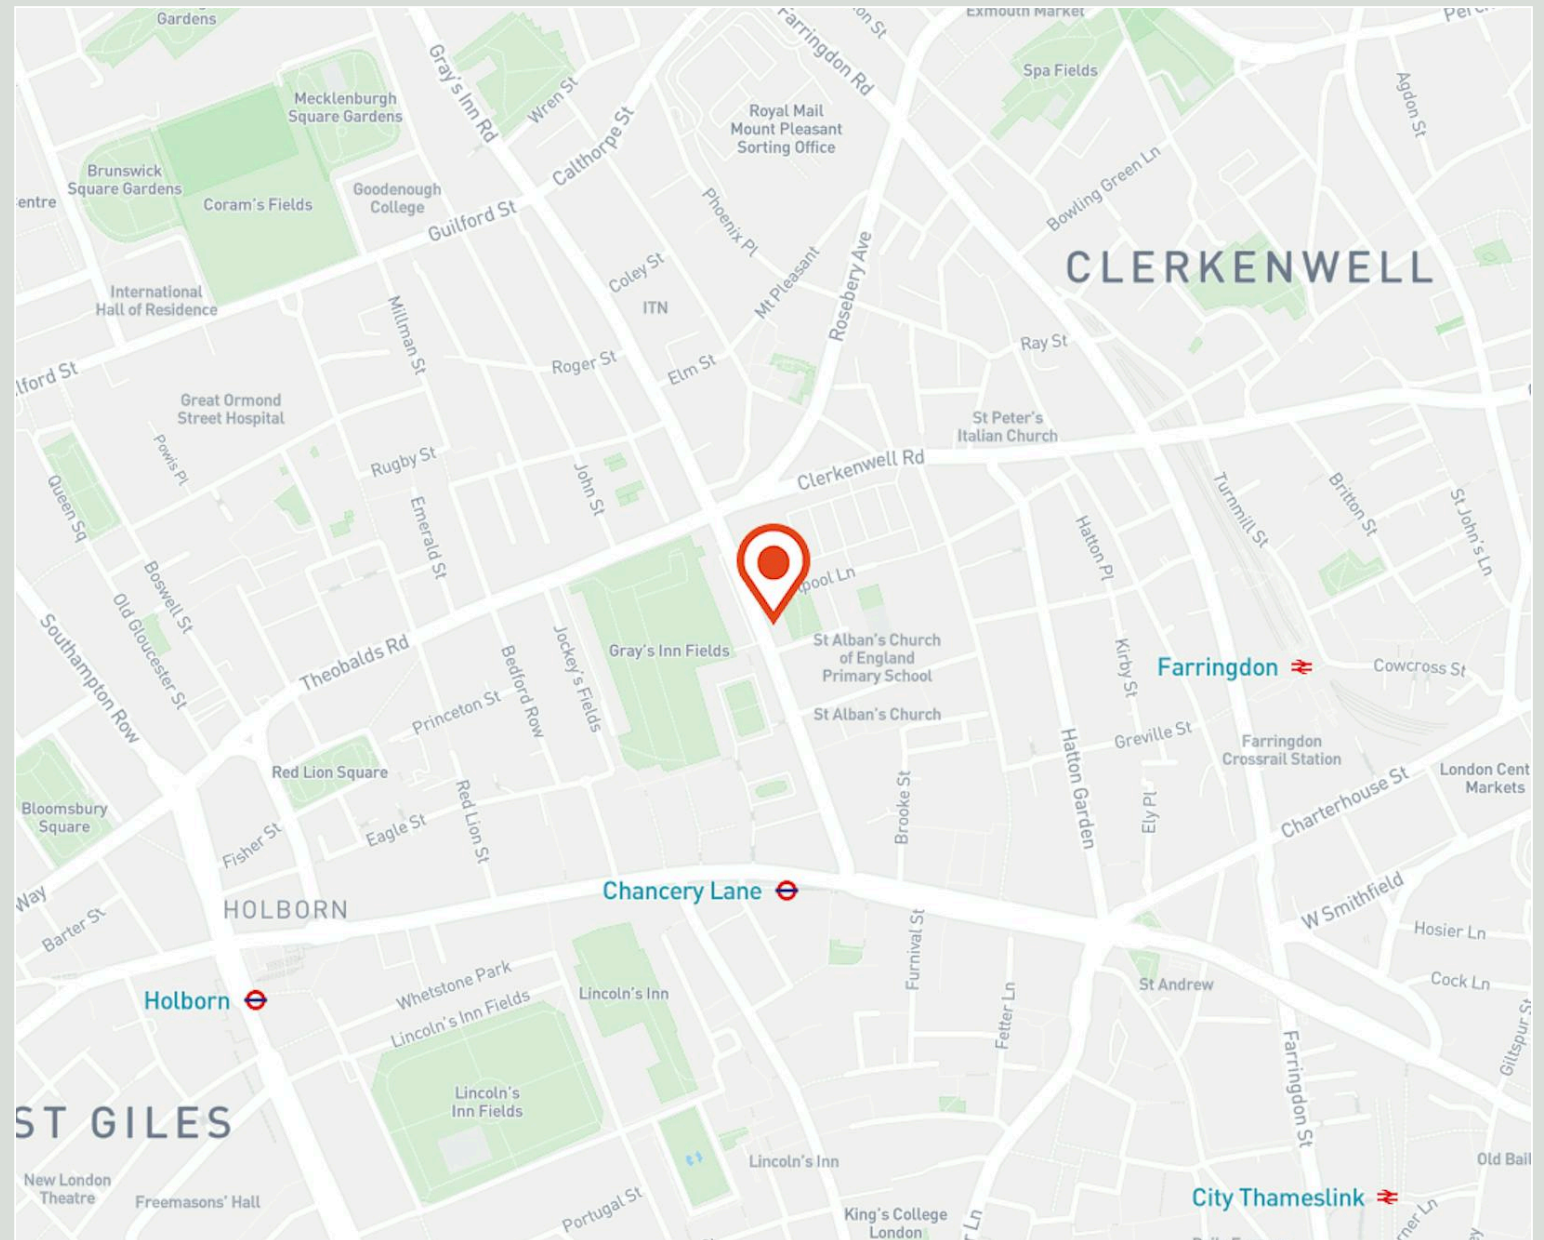 Gardens
Exmouth Market
Farringdon Rd
Gray's Inn Rd
Spa Fields
Agdon St
Mecklenburgh
Square Gardens
Wren St
Royal Mail
Mount Pleasant
Sorting Office
Calthorpe St
Brunswick
Square Gardens
Goodenough
College
Coram's Fields
entre
Guilford St
Phoenix Pl
Bowling Green Ln
CLERKENWELL
Coley St
Mt Pleasant
Rosebery Ave
International
Hall of Residence
ITN
Millman St
Ray St
Roger St
Elm St
lford St
Great Ormond
Street Hospital
St Peter's
Italian Church
Powis Pl
Rugby St
Clerkenwell Rd
John St
Queen Sq
Emerald St
Turnmill St
Britton St
St John's Ln
Hatton Pl
Boswell St
Old Gloucester St
pool Ln
Southampton Row
Theobalds Rd
Jockey's Fields
Bedford Row
Gray's Inn Fields
St Alban's Church
of England
Primary School
Kirby St
Farringdon
Cowcross St
Princeton St
St Alban's Church
Greville St
Farringdon
Crossrail Station
Hatton Garden
Red Lion Square
London Cent
Markets
Bloomsbury
Square
Red Lion St
Brooke St
Ely Pl
Charterhouse St
Fisher St
Eagle St
Way
HOLBORN
Chancery Lane
W Smithfield
Barter St
Furnival St
Hosier Ln
Whetstone Park
Lincoln's Inn
St Andrew
Cock Ln
Holborn
Lincoln's Inn Fields
Fetter Ln
Giltspur St
Farringdon St
Lincoln's
Inn Fields
ST GILES
Lincoln's Inn
Old Bail
New London
Theatre
Freemasons' Hall
City Thameslink
Portugal St
King's College
London
r Ln
rner Ln